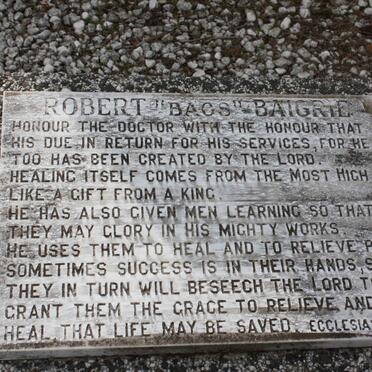 ROBERT "BAGS" BAIGRIE
HONOUR THE DOCTOR WITH THE HONOUR THAT
HIS DUE IN RETURN FOR HIS SERVICES, FOR HE
TOO HAS BEEN CREATED BY THE LORD.
HEALING ITSELF COMES FROM THE MOST HIGH
LIKE A GIFT FROM A KING.
HE HAS ALSO GIVEN MEN LEARNING SO THAT
THEY MAY GLORY IN HIS MIGHTY WORKS.
HE USES THEM TO HEAL AND TO RELIEVE P
SOMETIMES SUCCESS IS IN THEIR HANDS, S
THEY IN TURN WILL BESEECH THE LORD T
GRANT THEM THE GRACE TO RELIEVE AND
HEAL, THAT LIFE MAY BE SAVED. ECCLESIA